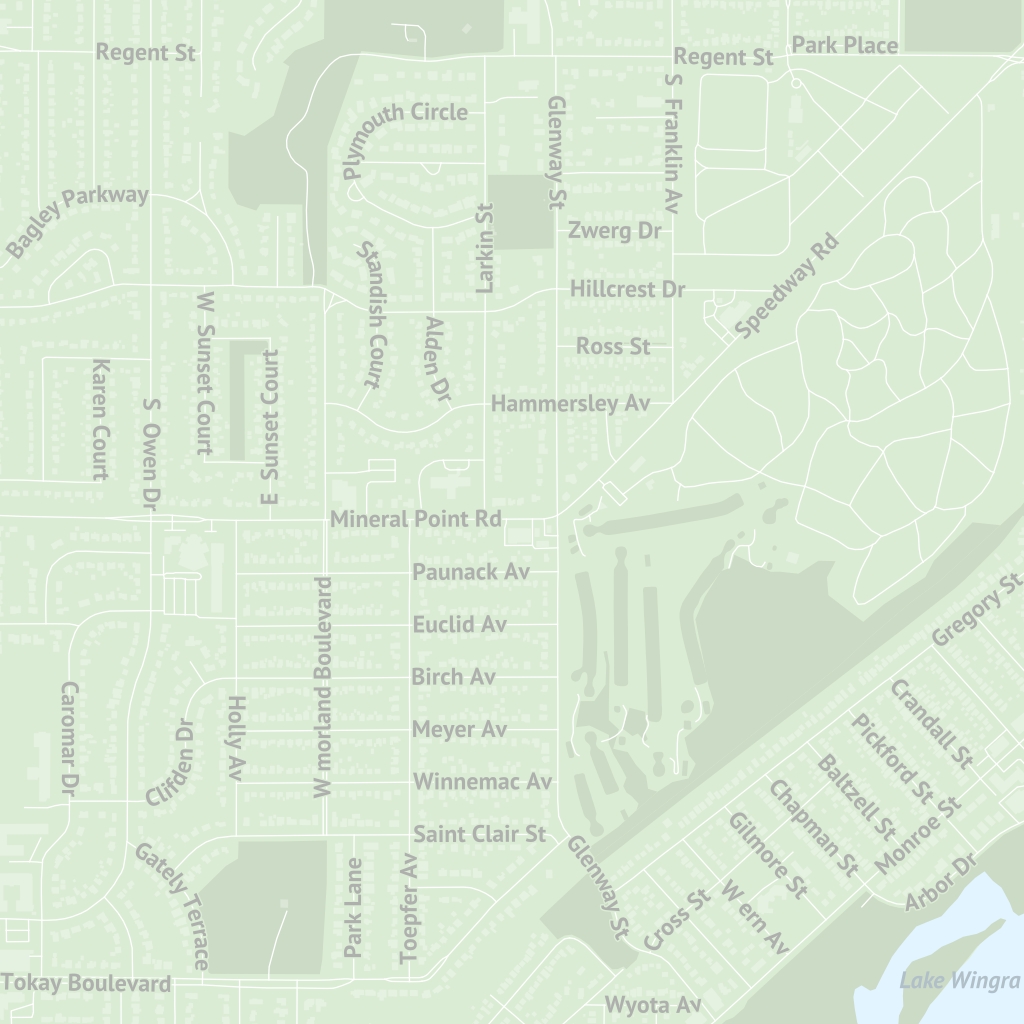 Regent St
Regent St
Park Place
Plymouth Circle
Glenway St
S Franklin Av
Bagley Parkway
Larkin St
Zwerg Dr
Standish Court
Speedway Rd
Hillcrest Dr
W Sunset Court
Alden Dr
Ross St
Karen Court
S Owen Dr
E Sunset Court
Hammersley Av
Mineral Point Rd
Paunack Av
Euclid Av
Gregory St
W morland Boulevard
Birch Av
Caromar Dr
Holly Av
Crandall St
Clifden Dr
Meyer Av
Pickford St
Winnemac Av
Baltzell St
Chapman St
Monroe St
Saint Clair St
Gilmore St
Glenway St
Gately Terrace
Park Lane
Toepfer Av
Arbor Dr
Cross St
W ern Av
Tokay Boulevard
Lake Wingra
Wyota Av